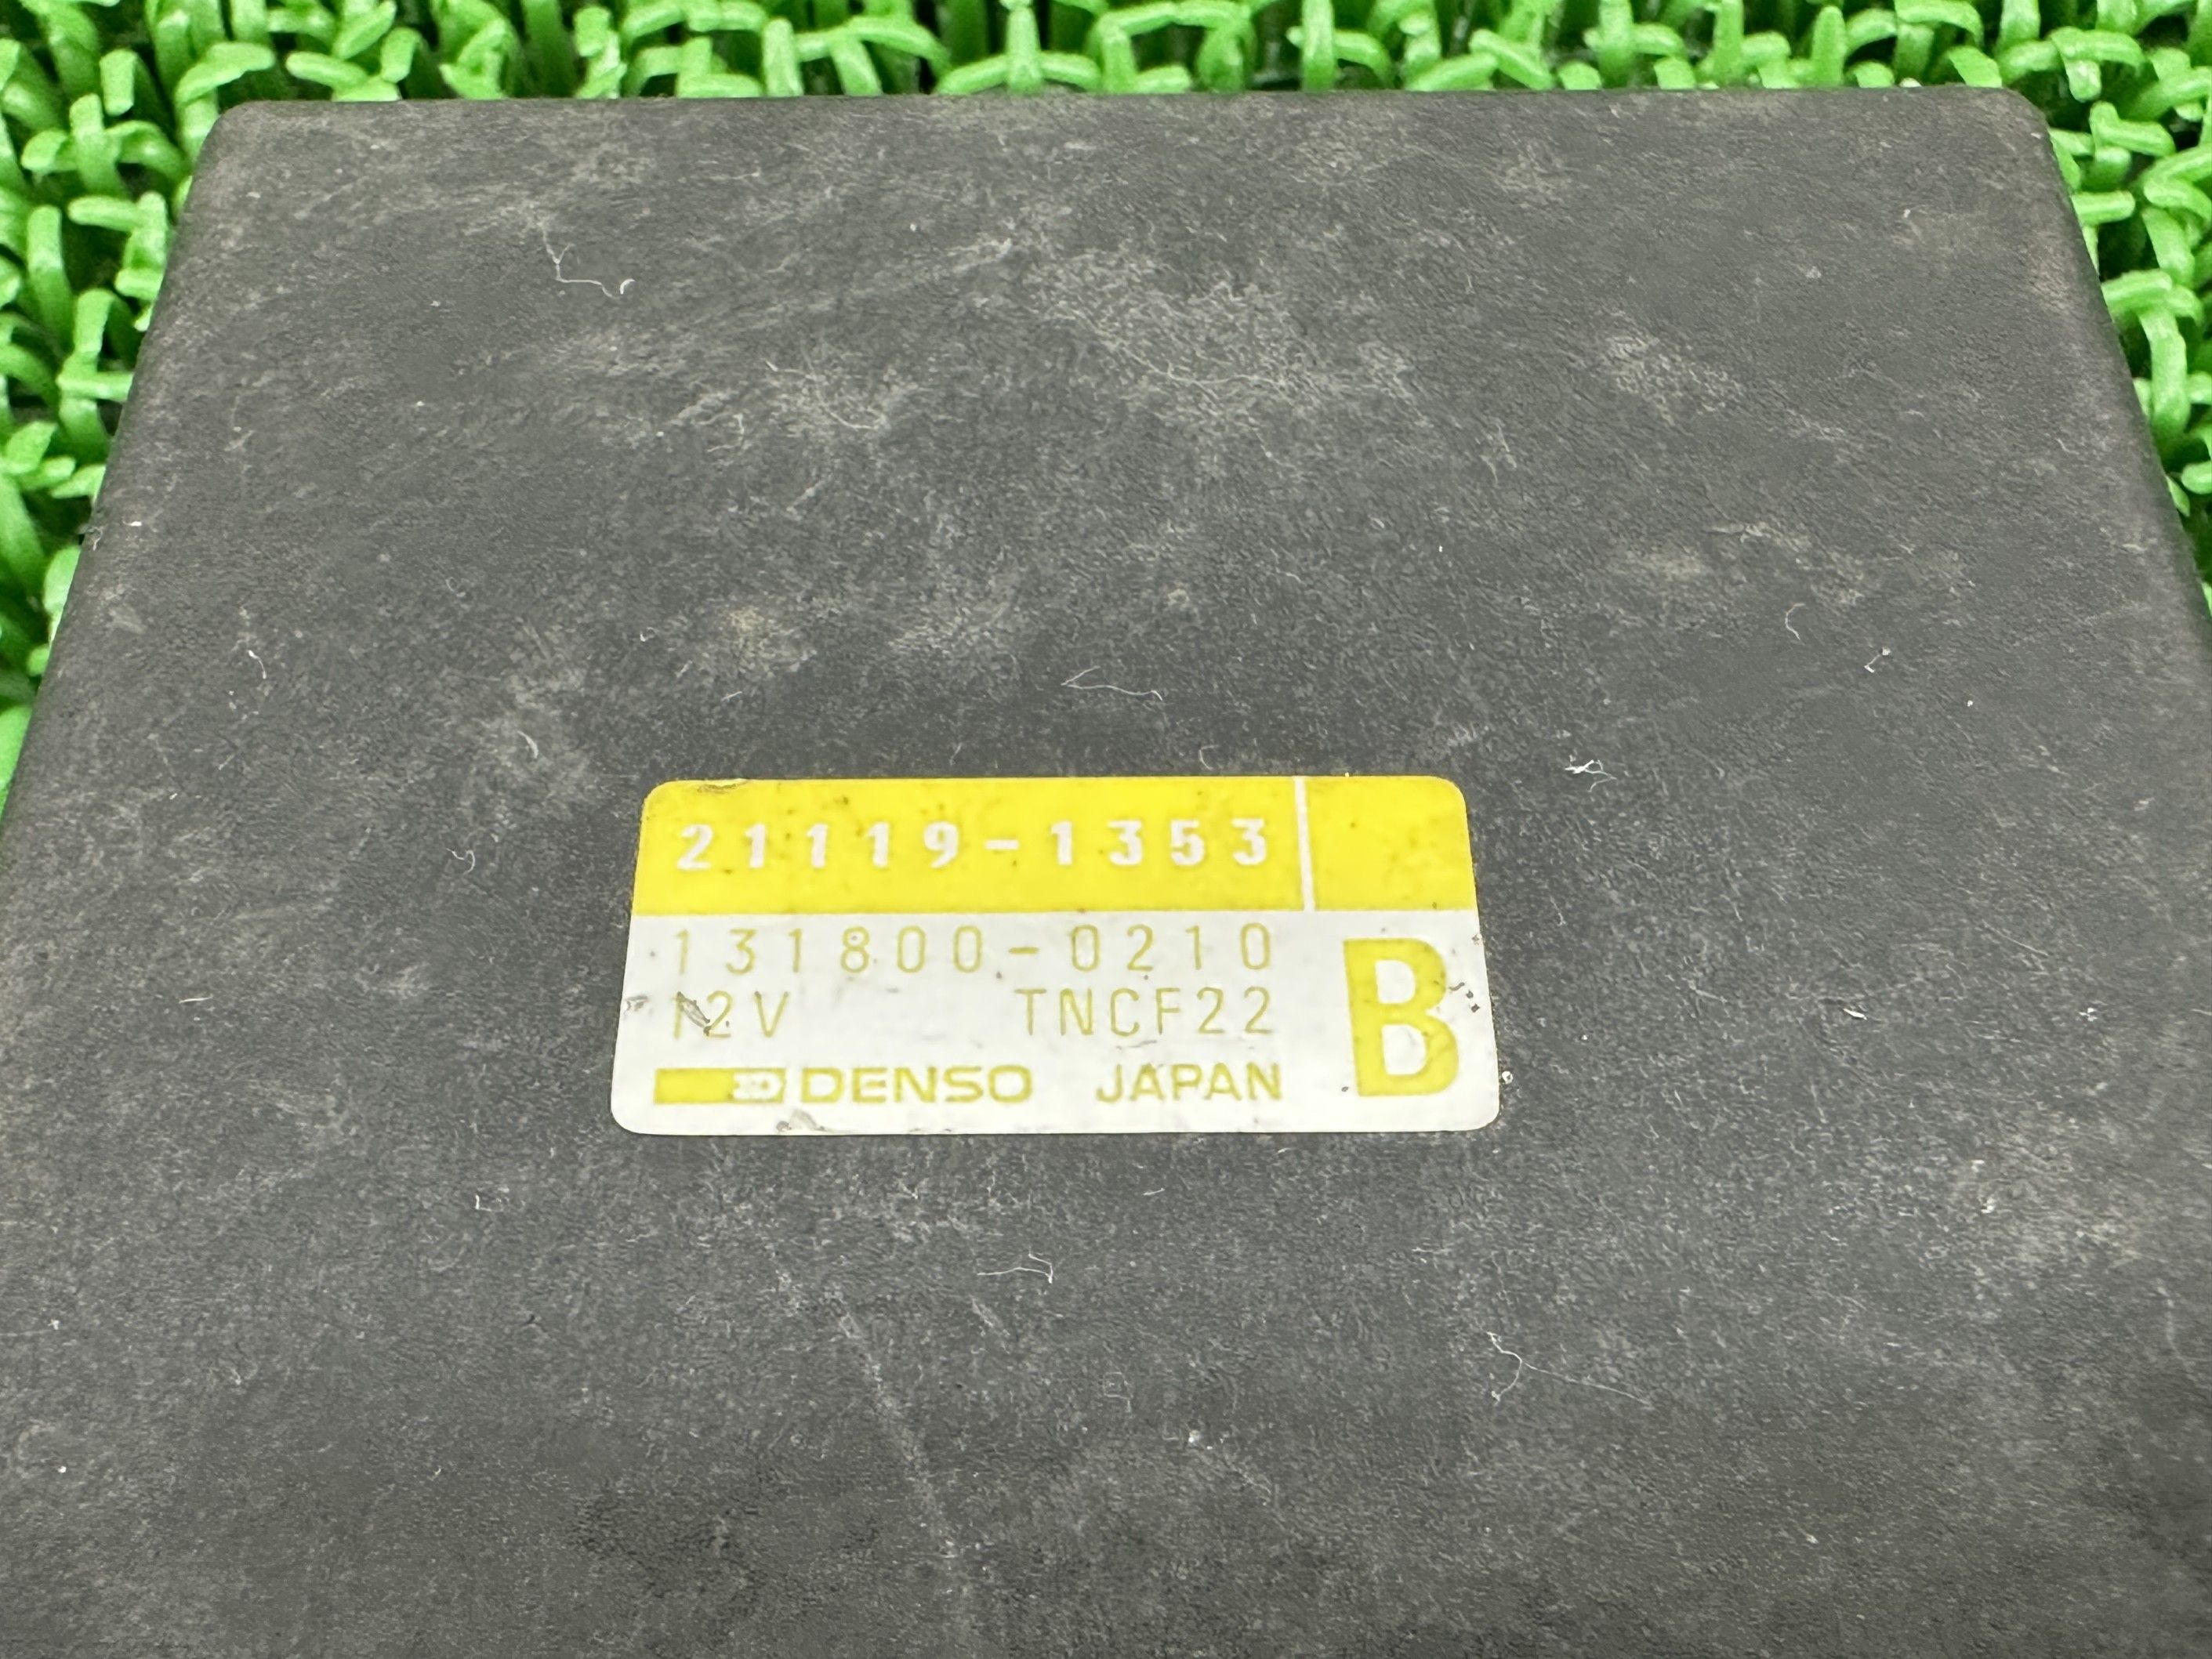 21119-1353
131800-0210
12V TNCF22
DENSO JAPAN
B